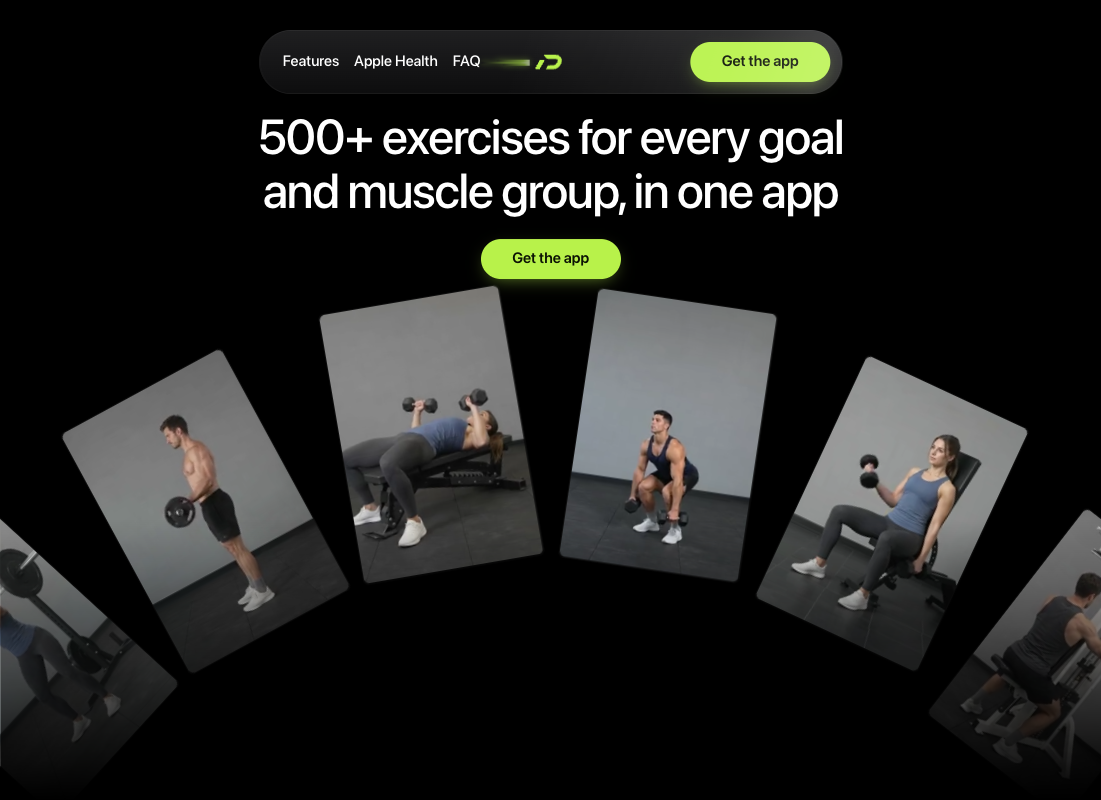 Features Apple Health FAQ Get the app
500+ exercises for every goal
and muscle group, in one app
Get the app